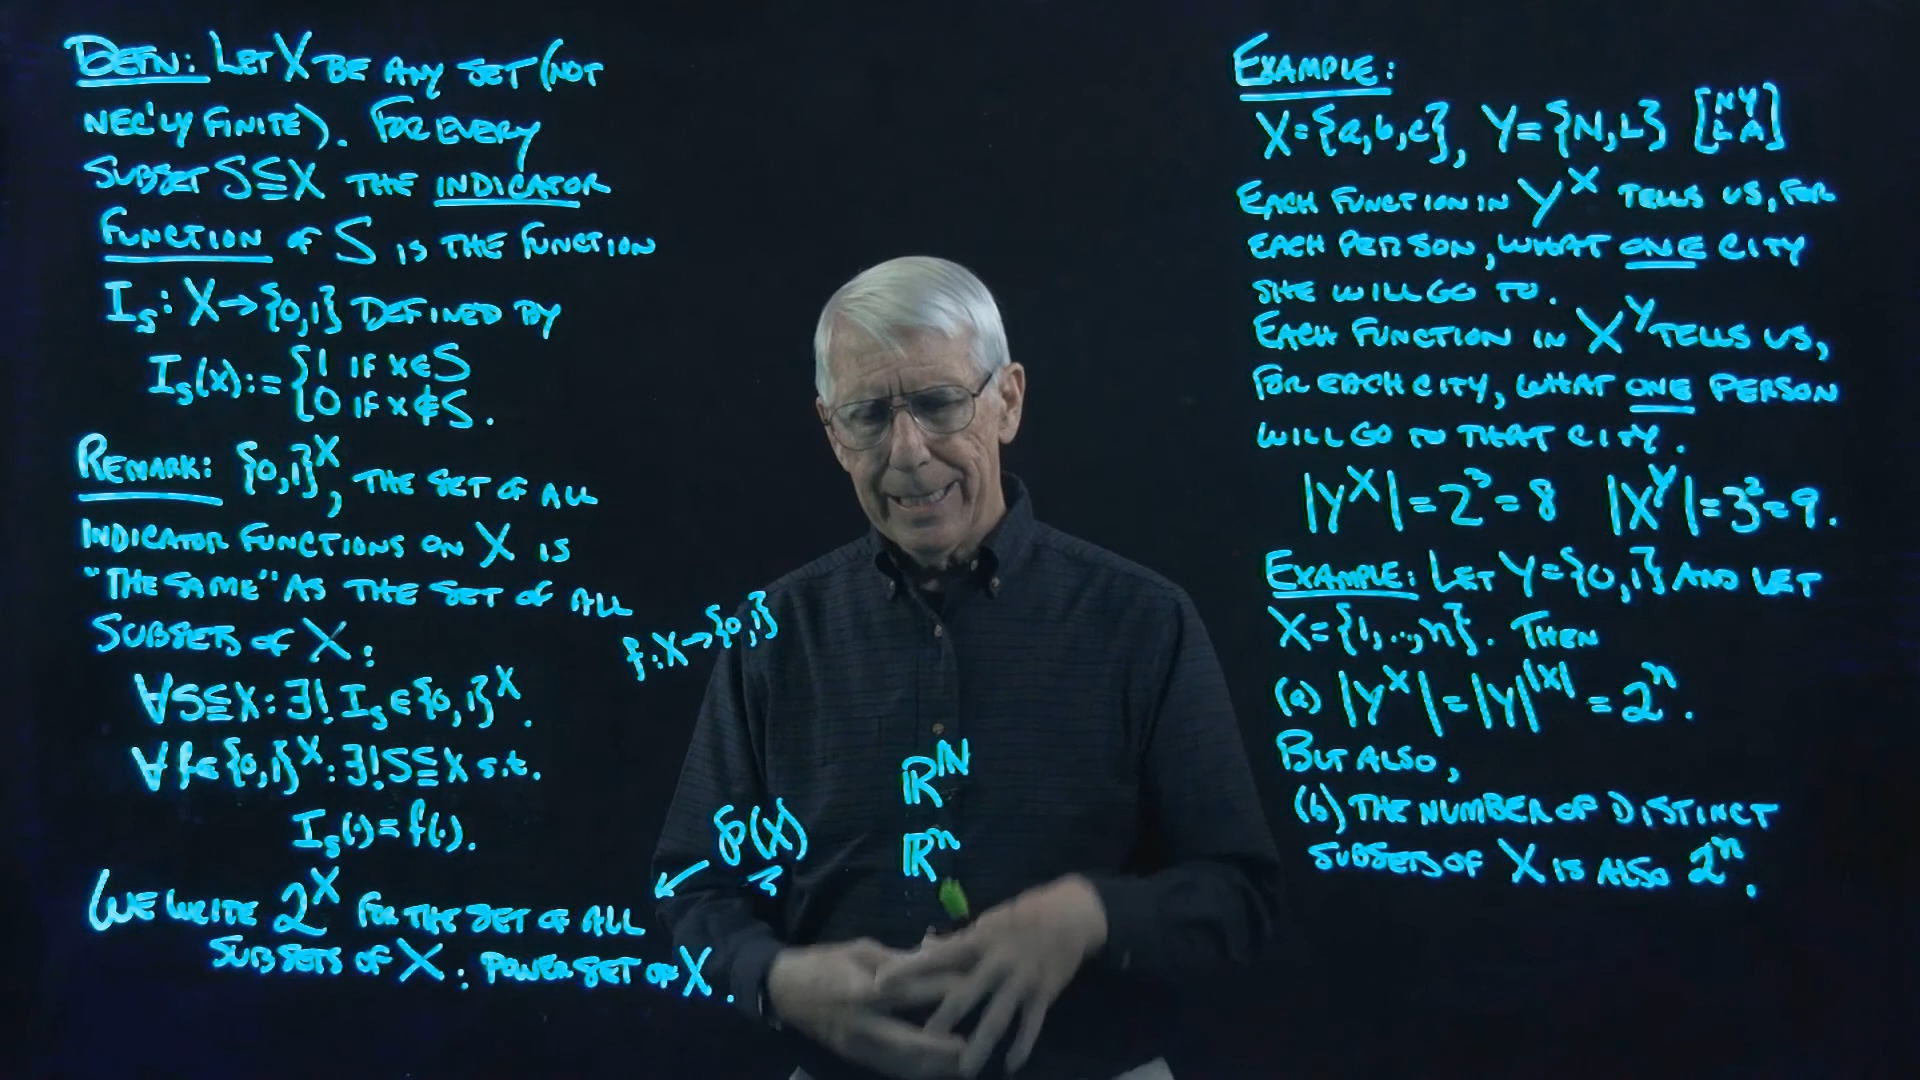 DEFN: LET X BE ANY SET (NOT
NEC'LY FINITE). FOR EVERY
SUBSET S⊆X THE INDICATOR
FUNCTION OF S IS THE FUNCTION
I_S: X→{0,1} DEFINED BY
I_S(x):= {1 IF x∈S
{0 IF x∉S.
REMARK: {0,1}^X, THE SET OF ALL
INDICATOR FUNCTIONS ON X IS
"THE SAME" AS THE SET OF ALL
SUBSETS OF X:
∀S⊆X: ∃! I_S∈{0,1}^X.
∀f∈{0,1}^X: ∃!S⊆X s.t.
I_S(·)=f(·).
WE WRITE 2^X FOR THE SET OF ALL
SUBSETS OF X. POWER SET OF X.
f:X→{0,1}
℘(X)
ℝ^ℕ
ℝ^n
EXAMPLE:
X={a,b,c}, Y={N,L} [NY
LA]
EACH FUNCTION IN Y^X TELLS US, FOR
EACH PERSON, WHAT ONE CITY
SHE WILL GO TO.
EACH FUNCTION IN X^Y TELLS US,
FOR EACH CITY, WHAT ONE PERSON
WILL GO TO THAT CITY.
|Y^X|=2^3=8 |X^Y|=3^2=9.
EXAMPLE: LET Y={0,1} AND LET
X={1,..,n}. THEN
(a) |Y^X|=|Y|^|X|=2^n.
BUT ALSO,
(b) THE NUMBER OF DISTINCT
SUBSETS OF X IS ALSO 2^n.